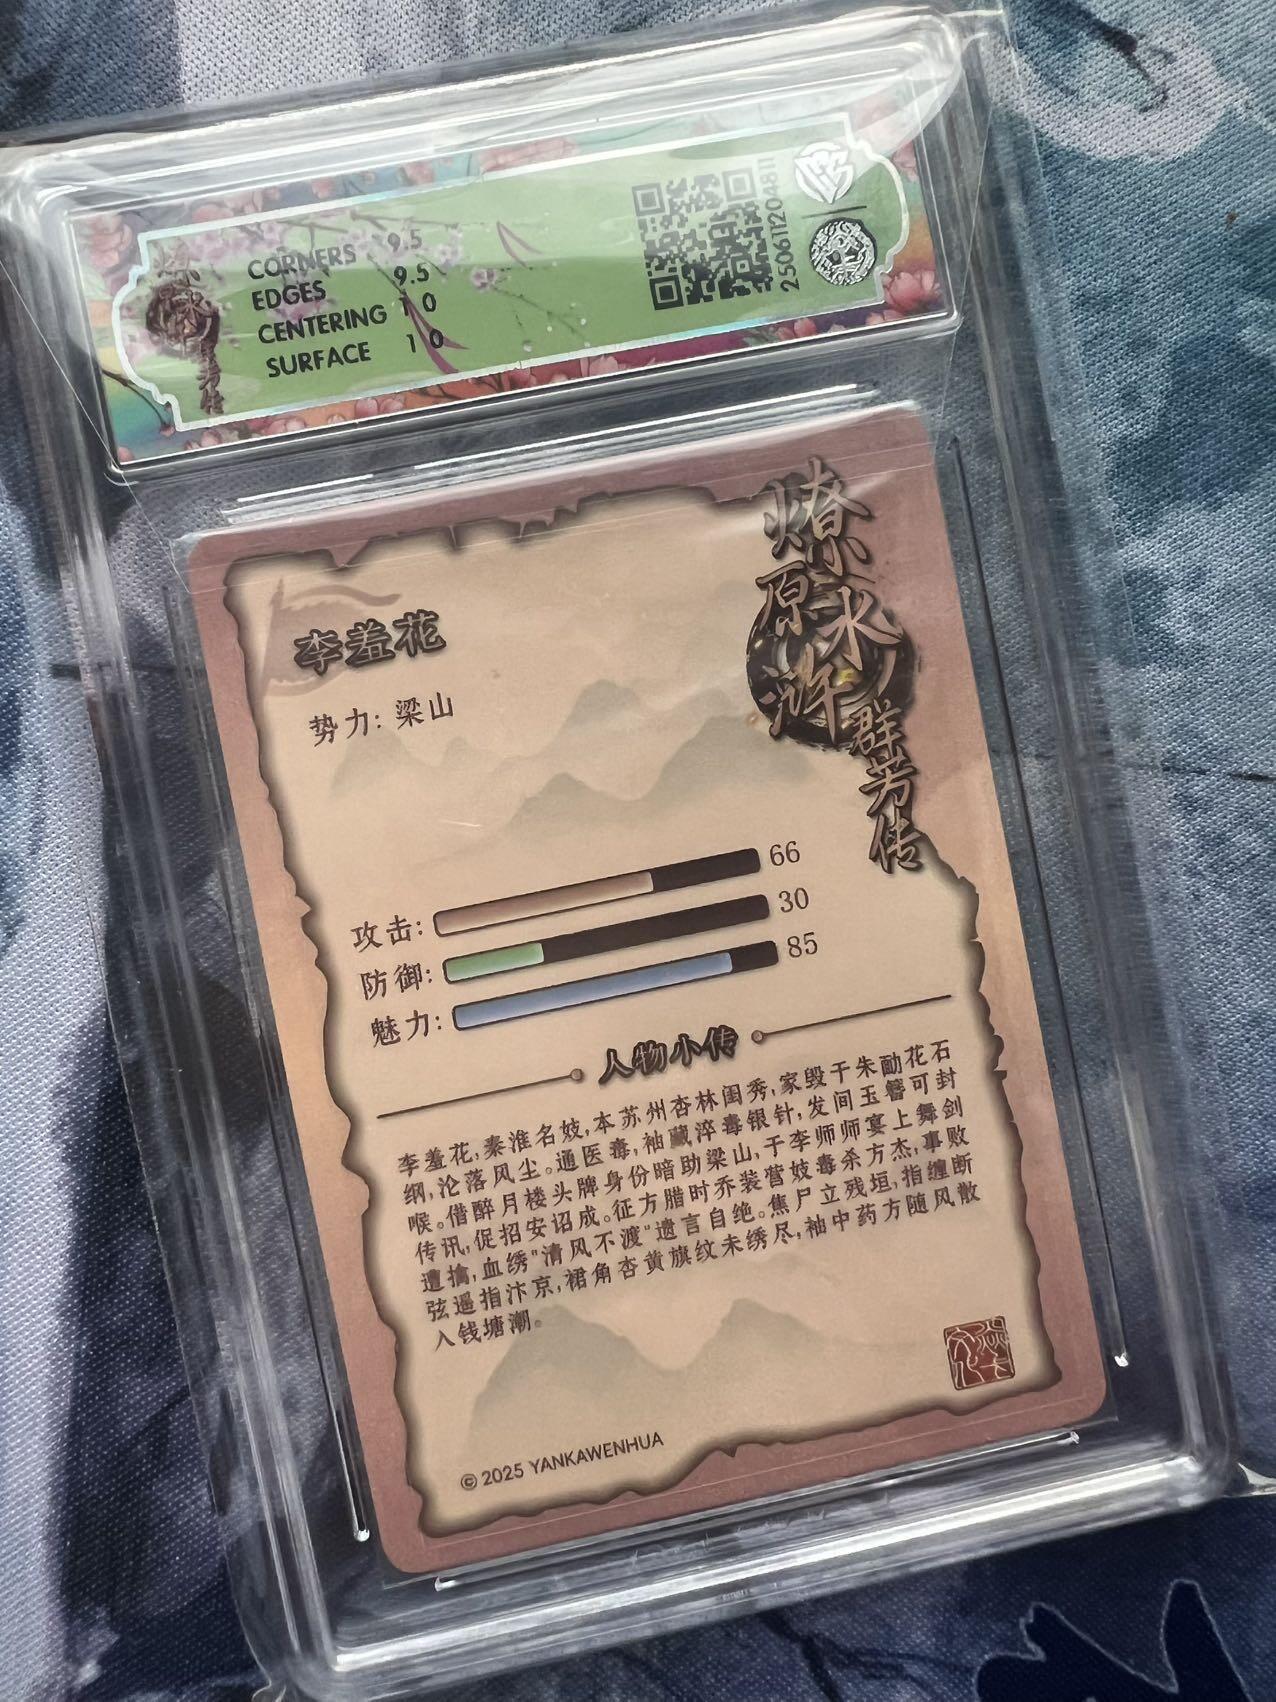 CORNERS 9.5
EDGES 9.5
CENTERING 10
SURFACE 10
250611204811
燎原水浒
群芳传
李羞花
势力:梁山
攻击: 66
防御: 30
魅力: 85
人物小传
李羞花,秦淮名妓,本苏州杏林闺秀,家毁于朱勔花石
纲,沦落风尘。通医毒,袖藏淬毒银针,发间玉簪可封
喉。借醉月楼头牌身份暗助梁山,于李师师宴上舞剑
传讯,促招安诏成。征方腊时乔装营妓毒杀方杰,事败
遭擒,血绣"清风不渡"遗言自绝。焦尸立残垣,指缠断
弦遥指汴京,裙角杏黄旗纹未绣尽,袖中药方随风散
入钱塘潮。
© 2025 YANKAWENHUA